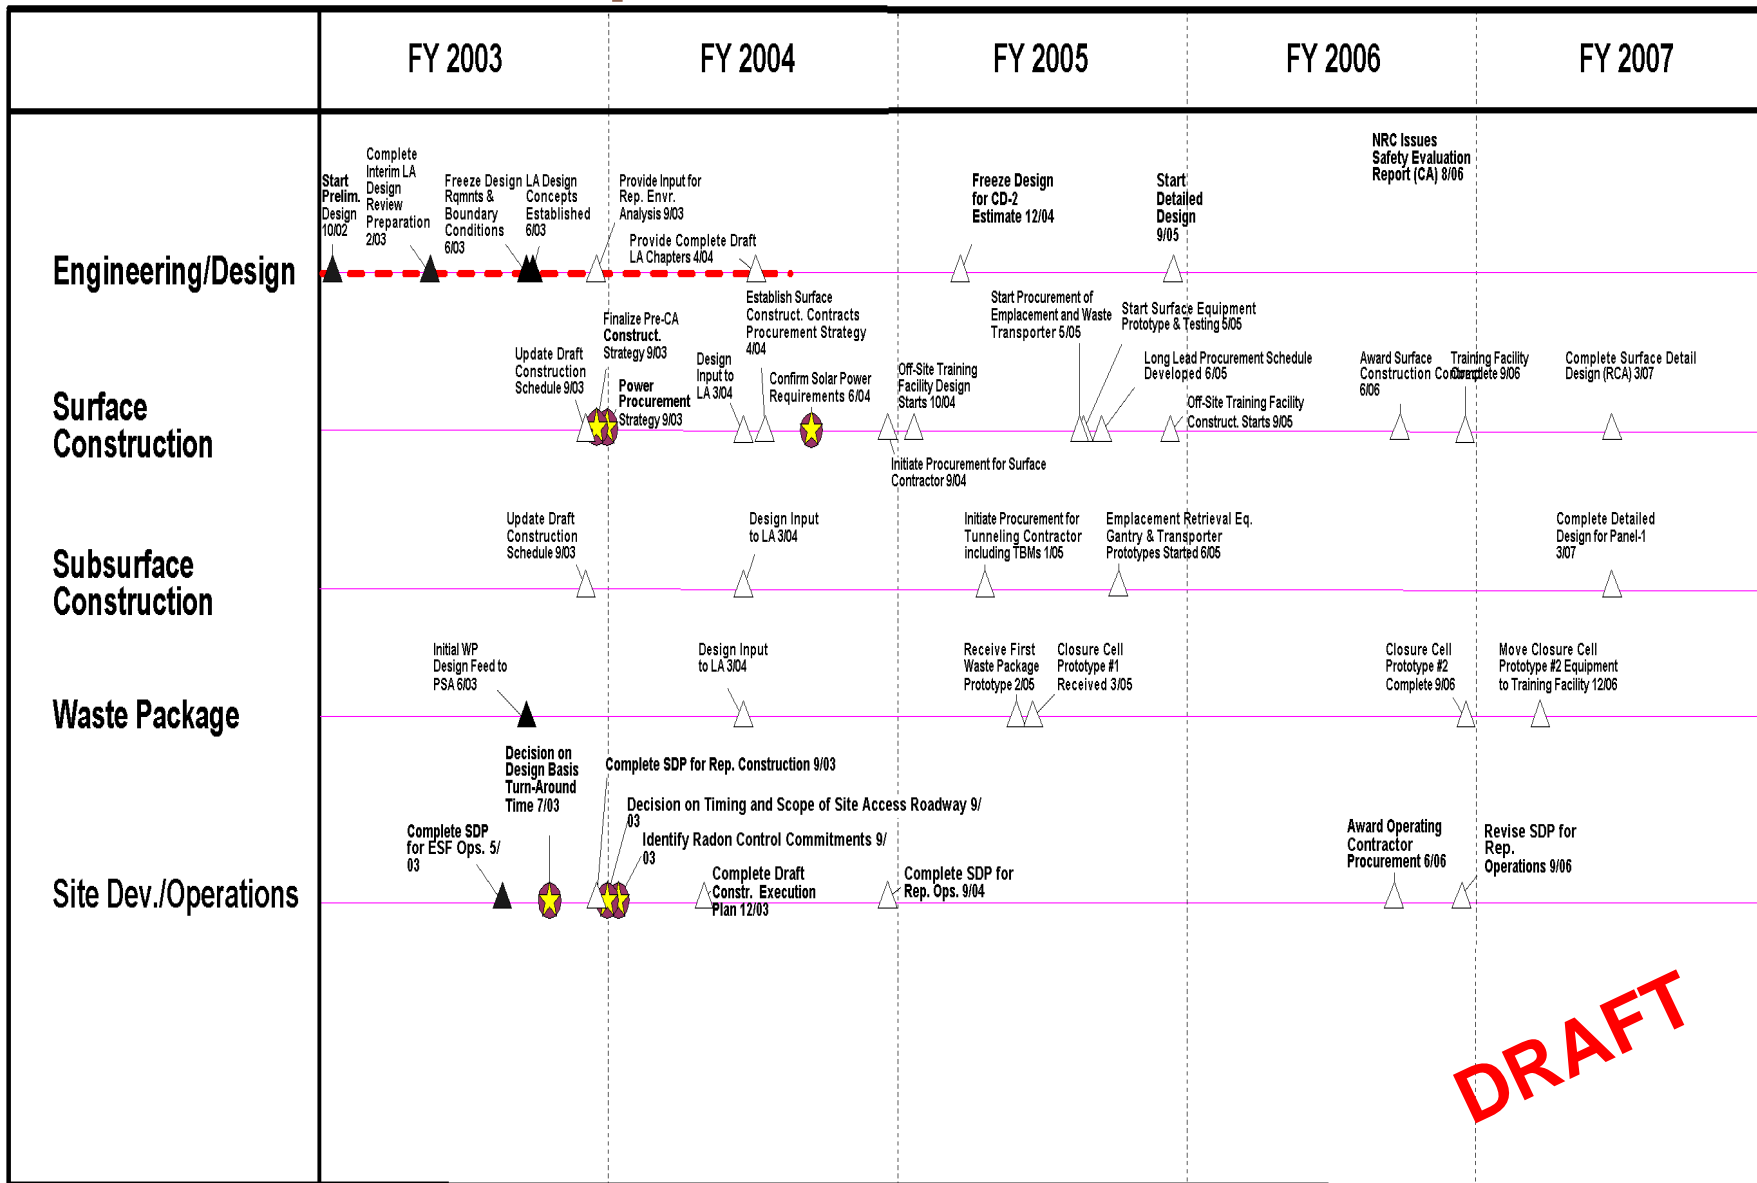 FY 2003
FY 2004
FY 2005
FY 2006
FY 2007
Engineering/Design
Start
Prelim.
Design
10/02
Complete
Interim LA
Design
Review
Preparation
2/03
Freeze Design
Rqmnts &
Boundary
Conditions
6/03
LA Design
Concepts
Established
6/03
Provide Input for
Rep. Envr.
Analysis 9/03
Provide Complete Draft
LA Chapters 4/04
Freeze Design
for CD-2
Estimate 12/04
Start
Detailed
Design
9/05
NRC Issues
Safety Evaluation
Report (CA) 8/06
Surface
Construction
Update Draft
Construction
Schedule 9/03
Finalize Pre-CA
Construct.
Strategy 9/03
Power
Procurement
Strategy 9/03
Design
Input to
LA 3/04
Establish Surface
Construct. Contracts
Procurement Strategy
4/04
Confirm Solar Power
Requirements 6/04
Off-Site Training
Facility Design
Starts 10/04
Initiate Procurement for Surface
Contractor 9/04
Start Procurement of
Emplacement and Waste
Transporter 5/05
Start Surface Equipment
Prototype & Testing 5/05
Long Lead Procurement Schedule
Developed 6/05
Off-Site Training Facility
Construct. Starts 9/05
Award Surface
Construction Contract
6/06
Training Facility
Complete 9/06
Complete Surface Detail
Design (RCA) 3/07
Subsurface
Construction
Update Draft
Construction
Schedule 9/03
Design Input
to LA 3/04
Initiate Procurement for
Tunneling Contractor
including TBMs 1/05
Emplacement Retrieval Eq.
Gantry & Transporter
Prototypes Started 6/05
Complete Detailed
Design for Panel-1
3/07
Waste Package
Initial WP
Design Feed to
PSA 6/03
Design Input
to LA 3/04
Receive First
Waste Package
Prototype 2/05
Closure Cell
Prototype #1
Received 3/05
Closure Cell
Prototype #2
Complete 9/06
Move Closure Cell
Prototype #2 Equipment
to Training Facility 12/06
Site Dev./Operations
Complete SDP
for ESF Ops. 5/
03
Decision on
Design Basis
Turn-Around
Time 7/03
Complete SDP for Rep. Construction 9/03
Decision on Timing and Scope of Site Access Roadway 9/
03
Identify Radon Control Commitments 9/
03
Complete Draft
Constr. Execution
Plan 12/03
Complete SDP for
Rep. Ops. 9/04
Award Operating
Contractor
Procurement 6/06
Revise SDP for
Rep.
Operations 9/06
DRAFT